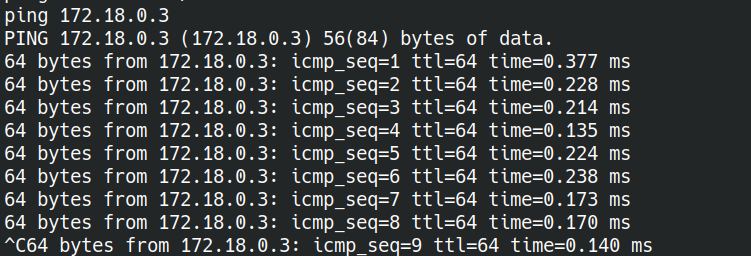 ping 172.18.0.3
PING 172.18.0.3 (172.18.0.3) 56(84) bytes of data.
64 bytes from 172.18.0.3: icmp_seq=1 ttl=64 time=0.377 ms
64 bytes from 172.18.0.3: icmp_seq=2 ttl=64 time=0.228 ms
64 bytes from 172.18.0.3: icmp_seq=3 ttl=64 time=0.214 ms
64 bytes from 172.18.0.3: icmp_seq=4 ttl=64 time=0.135 ms
64 bytes from 172.18.0.3: icmp_seq=5 ttl=64 time=0.224 ms
64 bytes from 172.18.0.3: icmp_seq=6 ttl=64 time=0.238 ms
64 bytes from 172.18.0.3: icmp_seq=7 ttl=64 time=0.173 ms
64 bytes from 172.18.0.3: icmp_seq=8 ttl=64 time=0.170 ms
^C64 bytes from 172.18.0.3: icmp_seq=9 ttl=64 time=0.140 ms